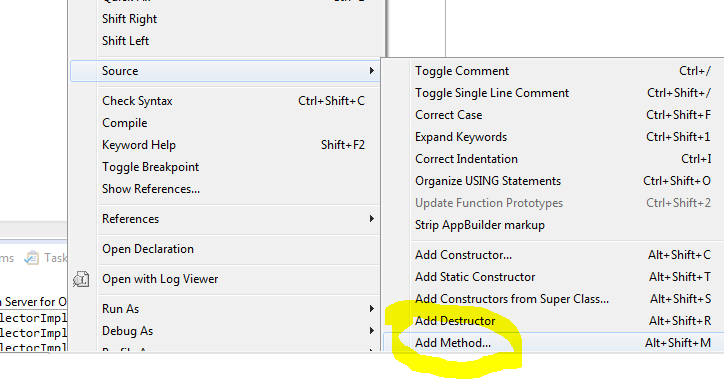 Shift Right
Shift Left
Source
Check Syntax Ctrl+Shift+C
Compile
Keyword Help Shift+F2
Toggle Breakpoint
Show References...
References
Open Declaration
Open with Log Viewer
Run As
Debug As
Toggle Comment Ctrl+/
Toggle Single Line Comment Ctrl+Shift+/
Correct Case Ctrl+Shift+F
Expand Keywords Ctrl+Shift+1
Correct Indentation Ctrl+I
Organize USING Statements Ctrl+Shift+O
Update Function Prototypes Ctrl+Shift+2
Strip AppBuilder markup
Add Constructor... Alt+Shift+C
Add Static Constructor Alt+Shift+T
Add Constructors from Super Class... Alt+Shift+S
Add Destructor Alt+Shift+R
Add Method... Alt+Shift+M
ms Task
Server for O
lectorImpl
lectorImpl
lectorImpl